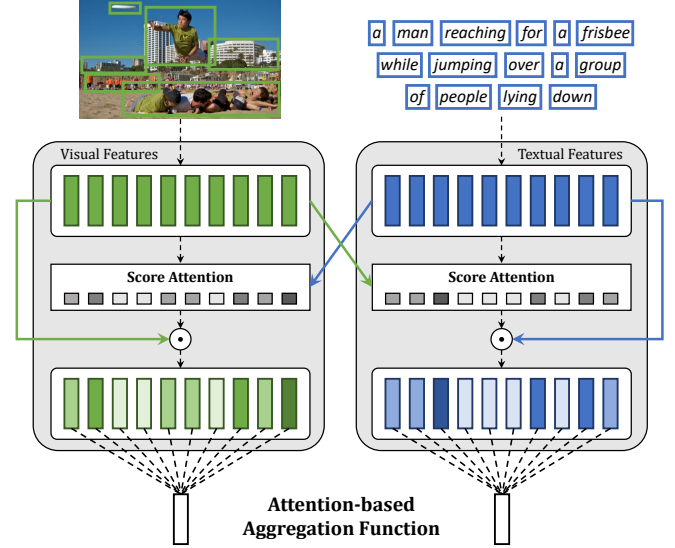 a man reaching for a frisbee
while jumping over a group
of people lying down
Visual Features
Textual Features
Score Attention
Score Attention
Attention-based
Aggregation Function